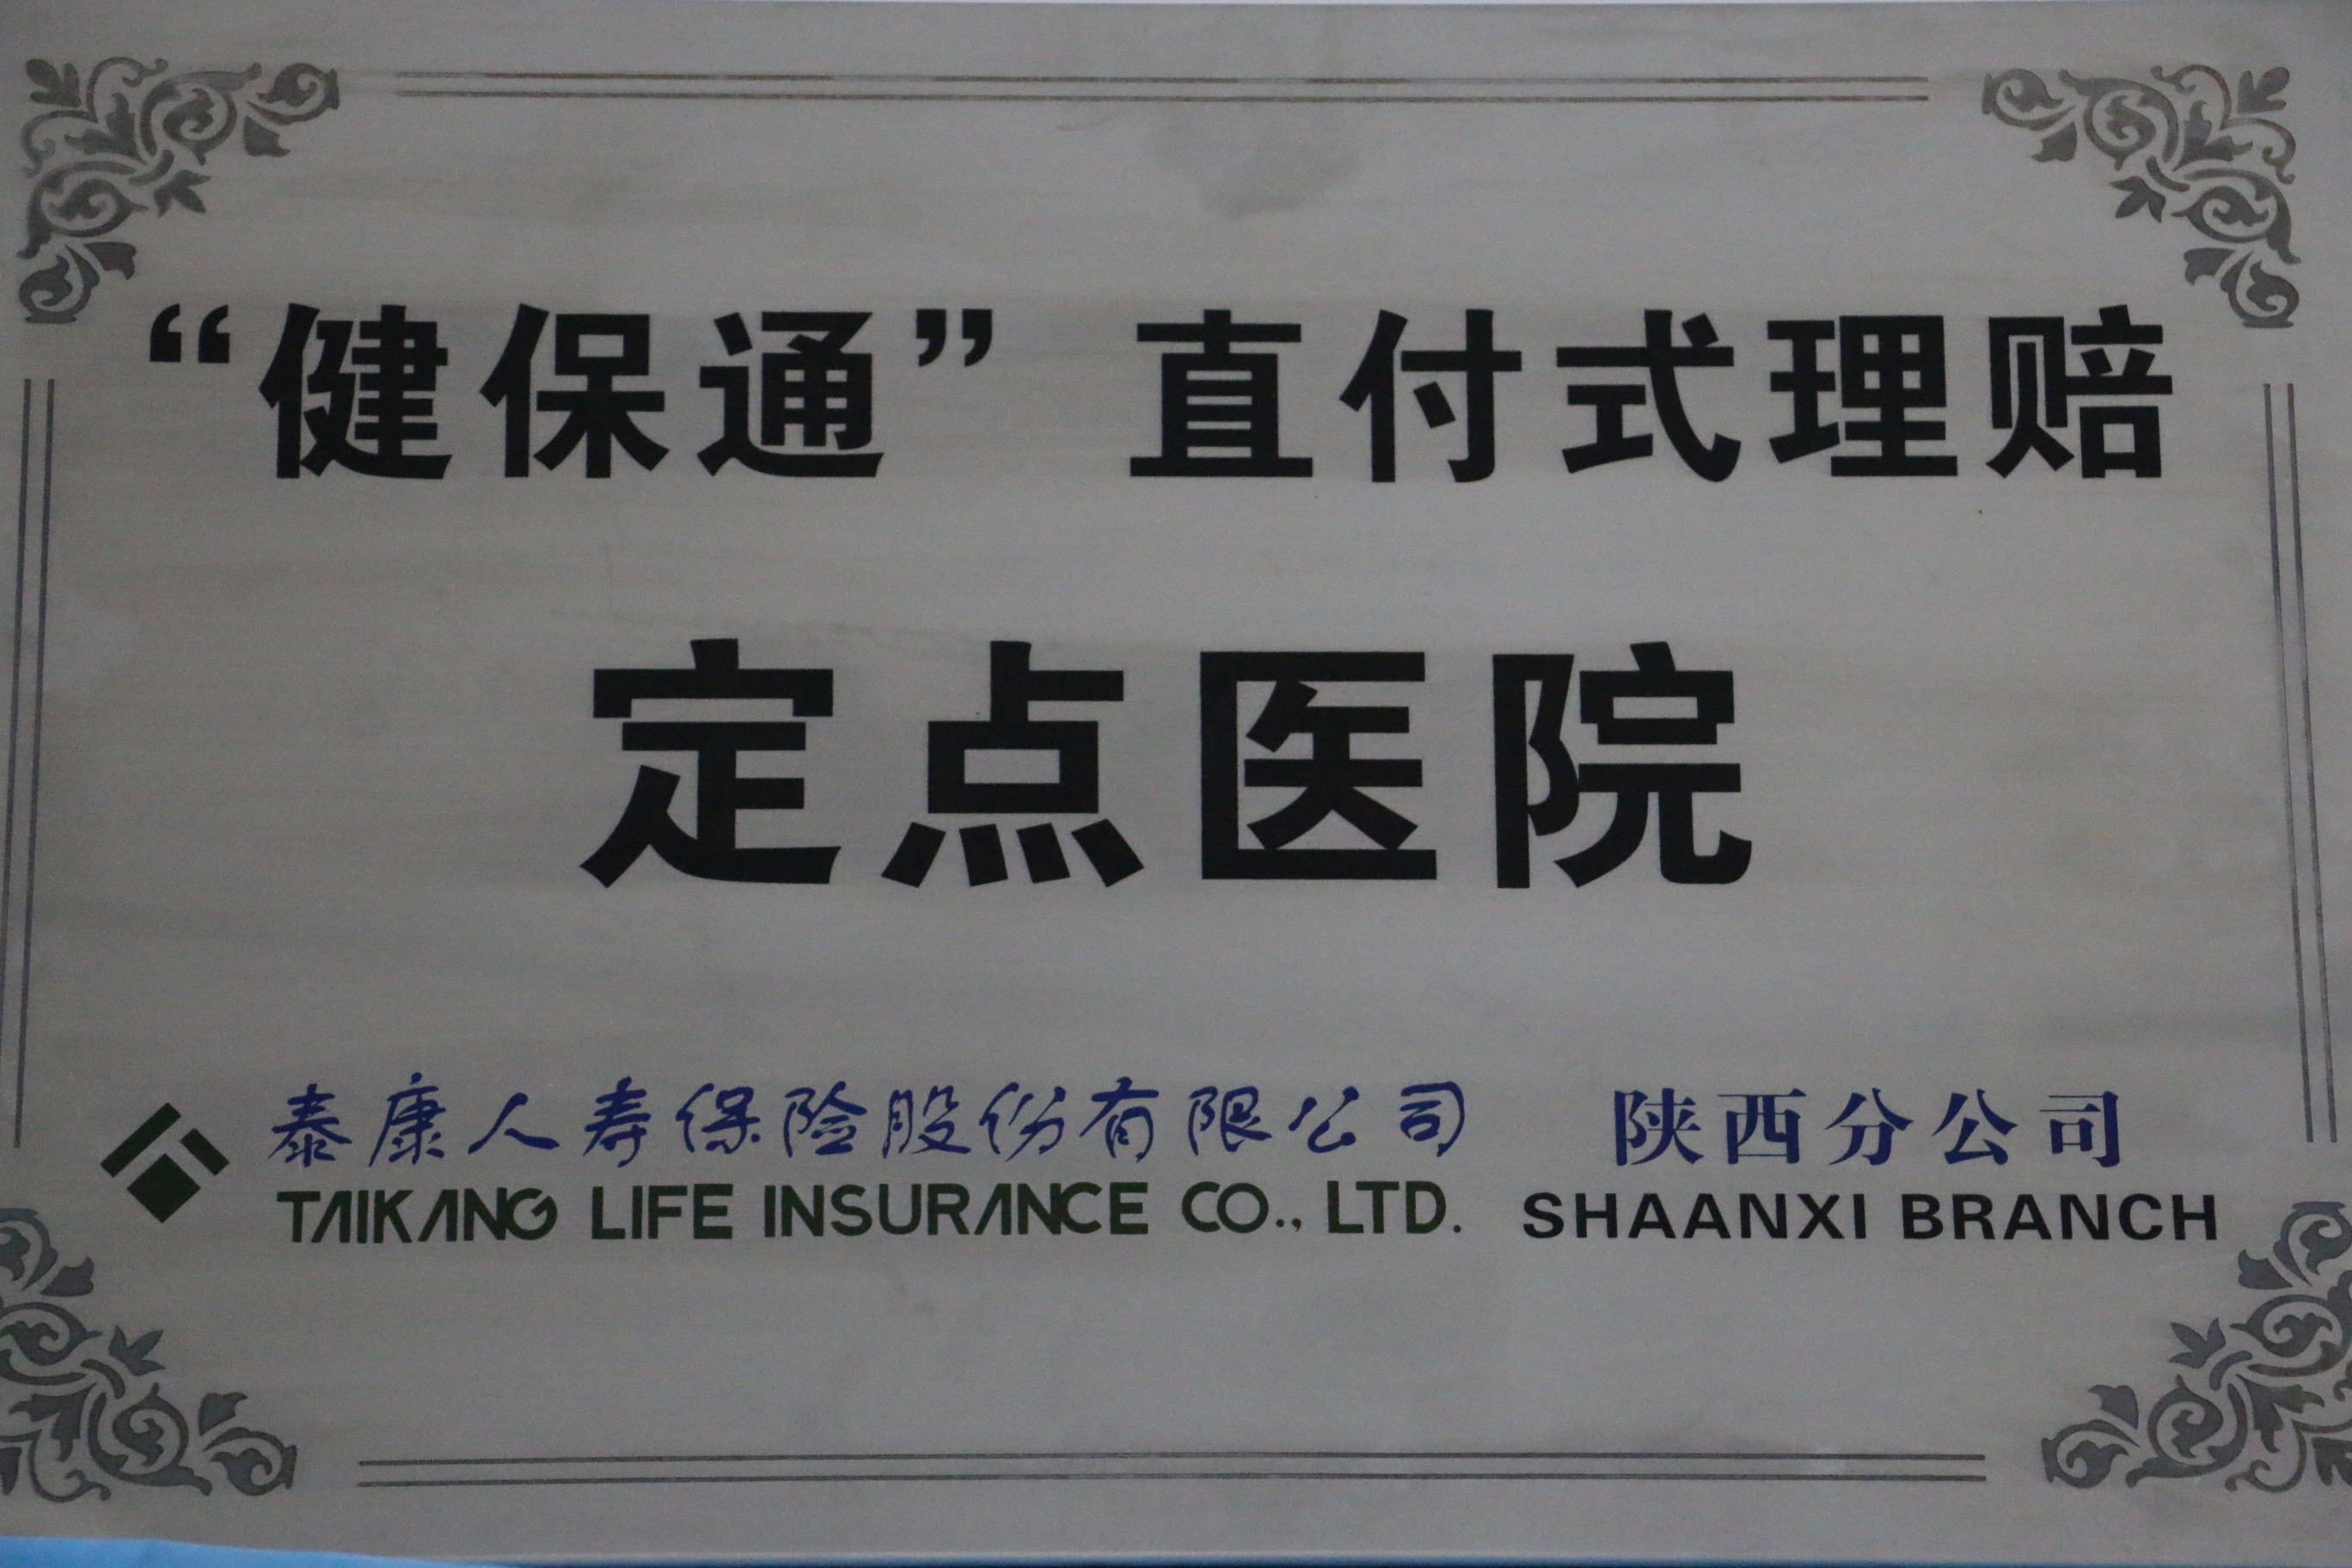 “健保通” 直付式理赔
定点医院
泰康人寿保险股份有限公司 陕西分公司
TAIKANG LIFE INSURANCE CO., LTD. SHAANXI BRANCH